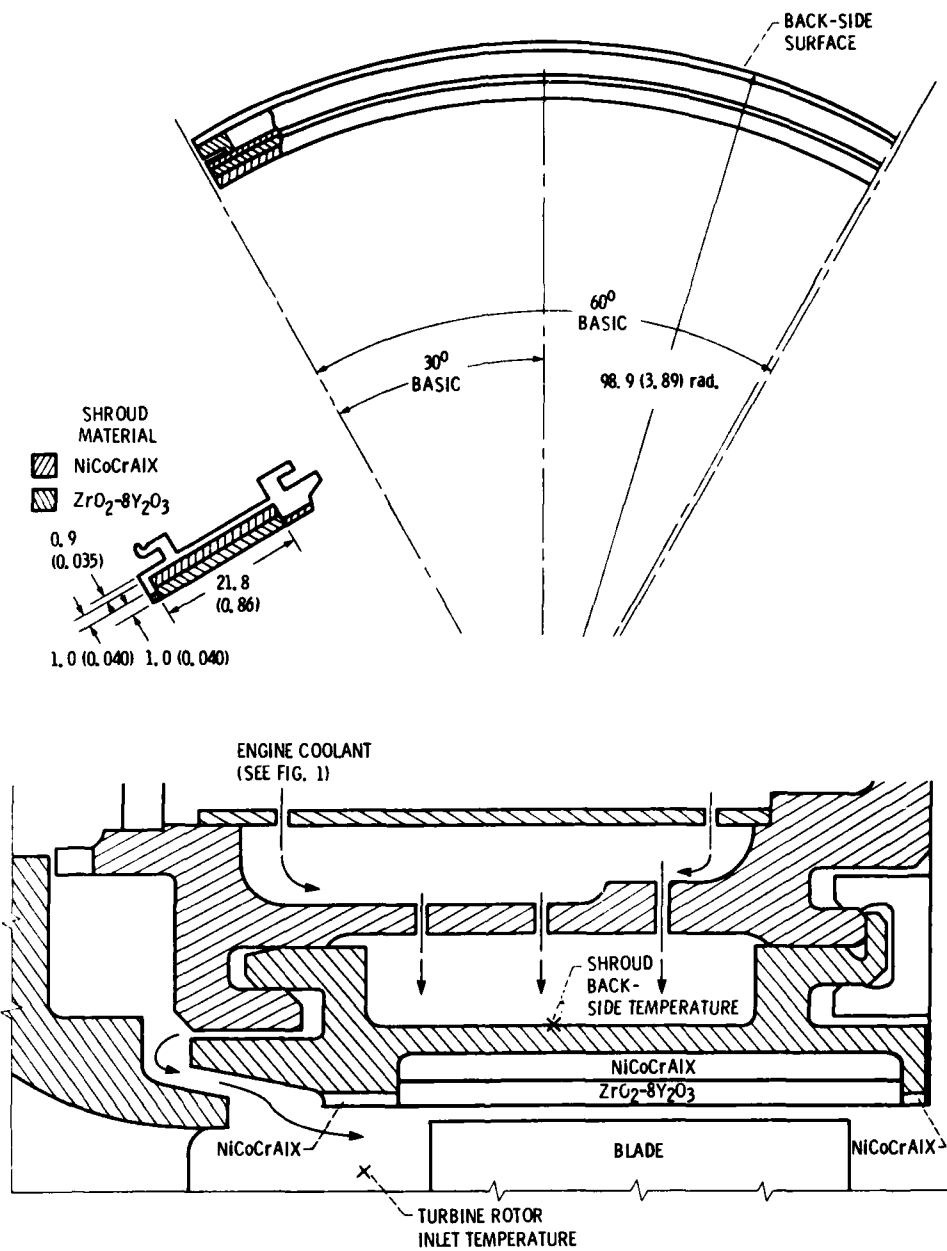 BACK-SIDE
SURFACE
60⁰
BASIC
30⁰
BASIC
98.9 (3.89) rad.
SHROUD
MATERIAL
NiCoCrAlX
ZrO₂-8Y₂O₃
0.9
(0.035)
21.8
(0.86)
1.0 (0.040) 1.0 (0.040)
ENGINE COOLANT
(SEE FIG. 1)
SHROUD
BACK-
SIDE TEMPERATURE
NiCoCrAlX
ZrO₂-8Y₂O₃
NiCoCrAlX
BLADE
NiCoCrAlX
TURBINE ROTOR
INLET TEMPERATURE